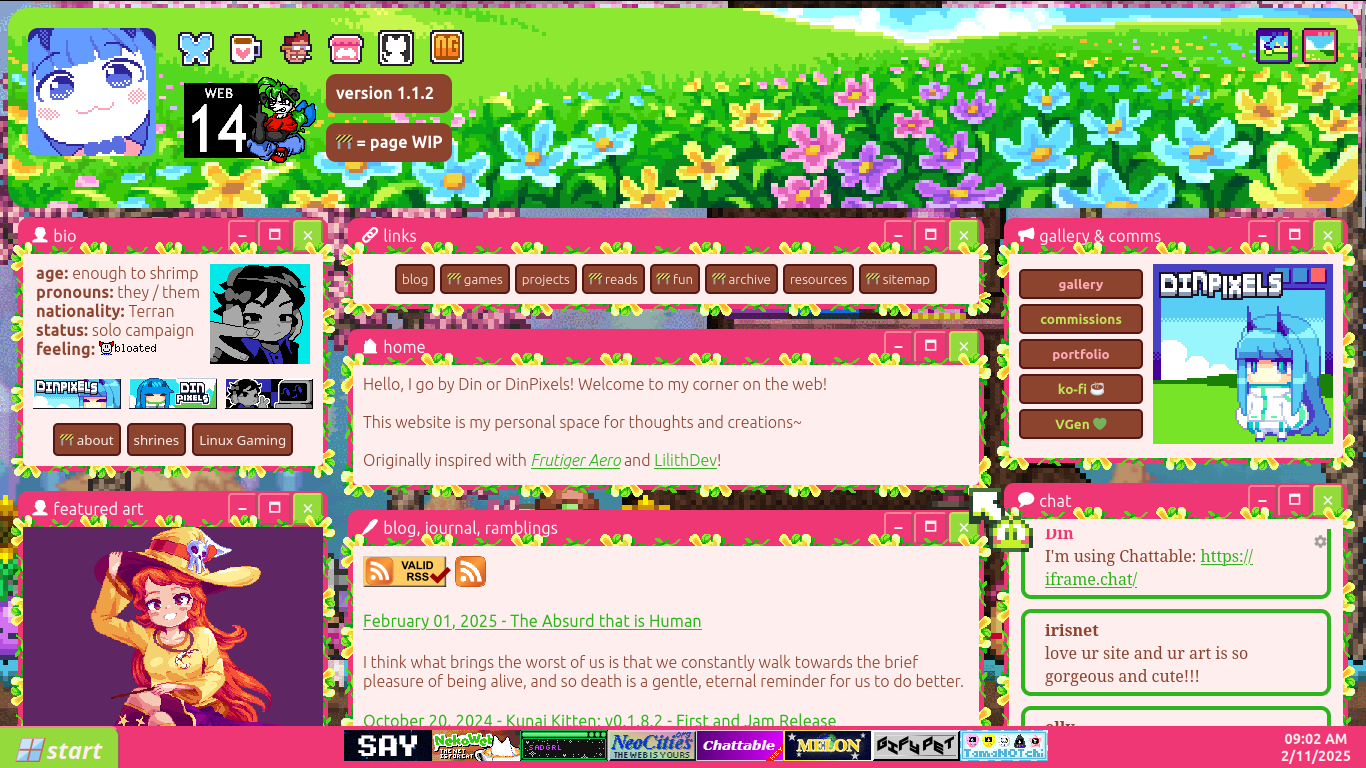 WEB
14
version 1.1.2
= page WIP
NG
bio
age: enough to shrimp
pronouns: they / them
nationality: Terran
status: solo campaign
feeling: bloated
DINPIXELS
DIN PIXELS
about
shrines
Linux Gaming
featured art
links
blog
games
projects
reads
fun
archive
resources
sitemap
home
Hello, I go by Din or DinPixels! Welcome to my corner on the web!
This website is my personal space for thoughts and creations~
Originally inspired with Frutiger Aero and LilithDev!
blog, journal, ramblings
VALID
RSS
February 01, 2025 - The Absurd that is Human
I think what brings the worst of us is that we constantly walk towards the brief
pleasure of being alive, and so death is a gentle, eternal reminder for us to do better.
October 20, 2024 - Kunai Kitten: v0.1.8.2 - First and Jam Release
gallery & comms
gallery
commissions
portfolio
ko-fi
VGen
DINPIXELS
chat
Din
I'm using Chattable: https://
iframe.chat/
irisnet
love ur site and ur art is so
gorgeous and cute!!!
start
SAY
NekoWeb
SADGRL
NeoCities.org
THE WEB IS YOURS
Chattable
MELON
GIFYPET
TamaNOTchi
09:02 AM
2/11/2025